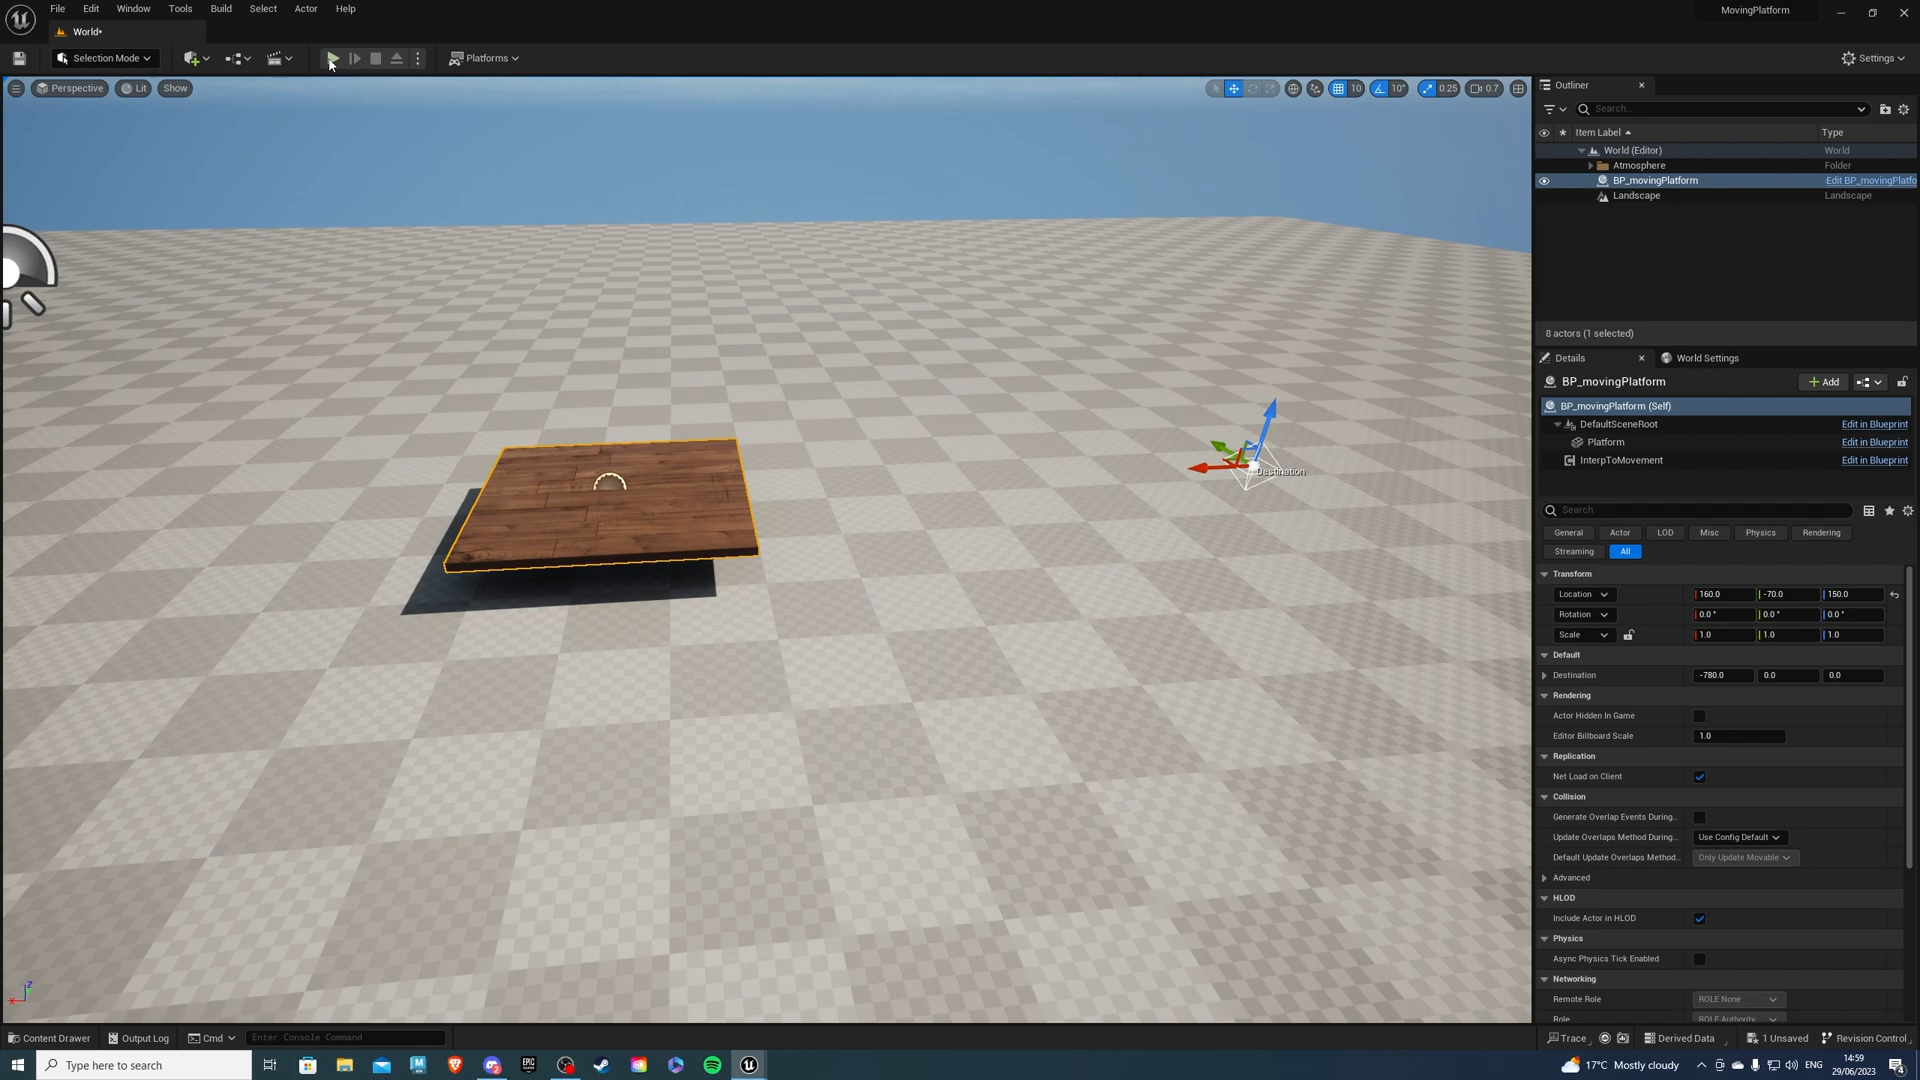 File Edit Window Tools Build Select Actor Help
MovingPlatform
World•
Selection Mode
Platforms
Settings
Perspective Lit Show
10 10° 0.25 0.7
Outliner
Search...
Item Label Type
World (Editor) World
Atmosphere Folder
BP_movingPlatform Edit BP_movingPlatfo
Landscape Landscape
8 actors (1 selected)
Details World Settings
BP_movingPlatform Add
BP_movingPlatform (Self)
DefaultSceneRoot Edit in Blueprint
Platform Edit in Blueprint
InterpToMovement Edit in Blueprint
Destination
Search
General Actor LOD Misc Physics Rendering
Streaming All
Transform
Location 160.0 -70.0 150.0
Rotation 0.0° 0.0° 0.0°
Scale 1.0 1.0 1.0
Default
Destination -780.0 0.0 0.0
Rendering
Actor Hidden In Game
Editor Billboard Scale 1.0
Replication
Net Load on Client
Collision
Generate Overlap Events During..
Update Overlaps Method During.. Use Config Default
Default Update Overlaps Method.. Only Update Movable
Advanced
HLOD
Include Actor in HLOD
Physics
Async Physics Tick Enabled
Networking
Remote Role ROLE None
Role ROLE Authority
Z
X
Content Drawer Output Log Cmd Enter Console Command
Trace Derived Data 1 Unsaved Revision Control
Type here to search
EPIC GAMES
17°C Mostly cloudy ENG
14:59
29/06/2023
4